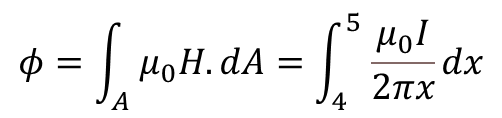 ϕ = ∫_A μ₀H. dA = ∫_4^5 μ₀I/2πx dx